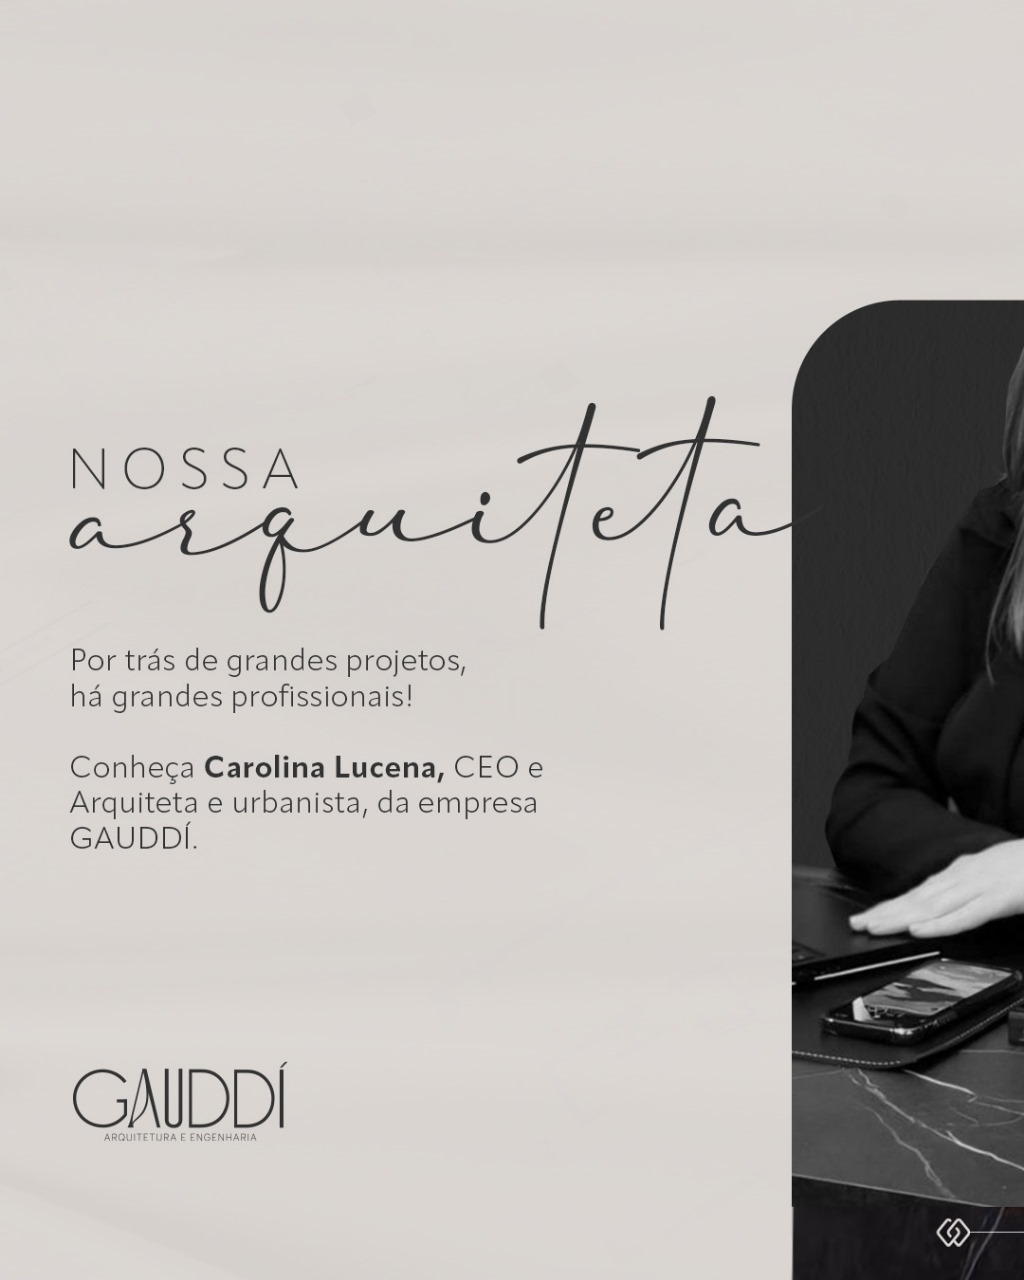 NOSSA
arquiteta
Por trás de grandes projetos,
há grandes profissionais!
Conheça Carolina Lucena, CEO e
Arquiteta e urbanista, da empresa
GAUDDÍ.
GAUDDÍ
ARQUITETURA E ENGENHARIA